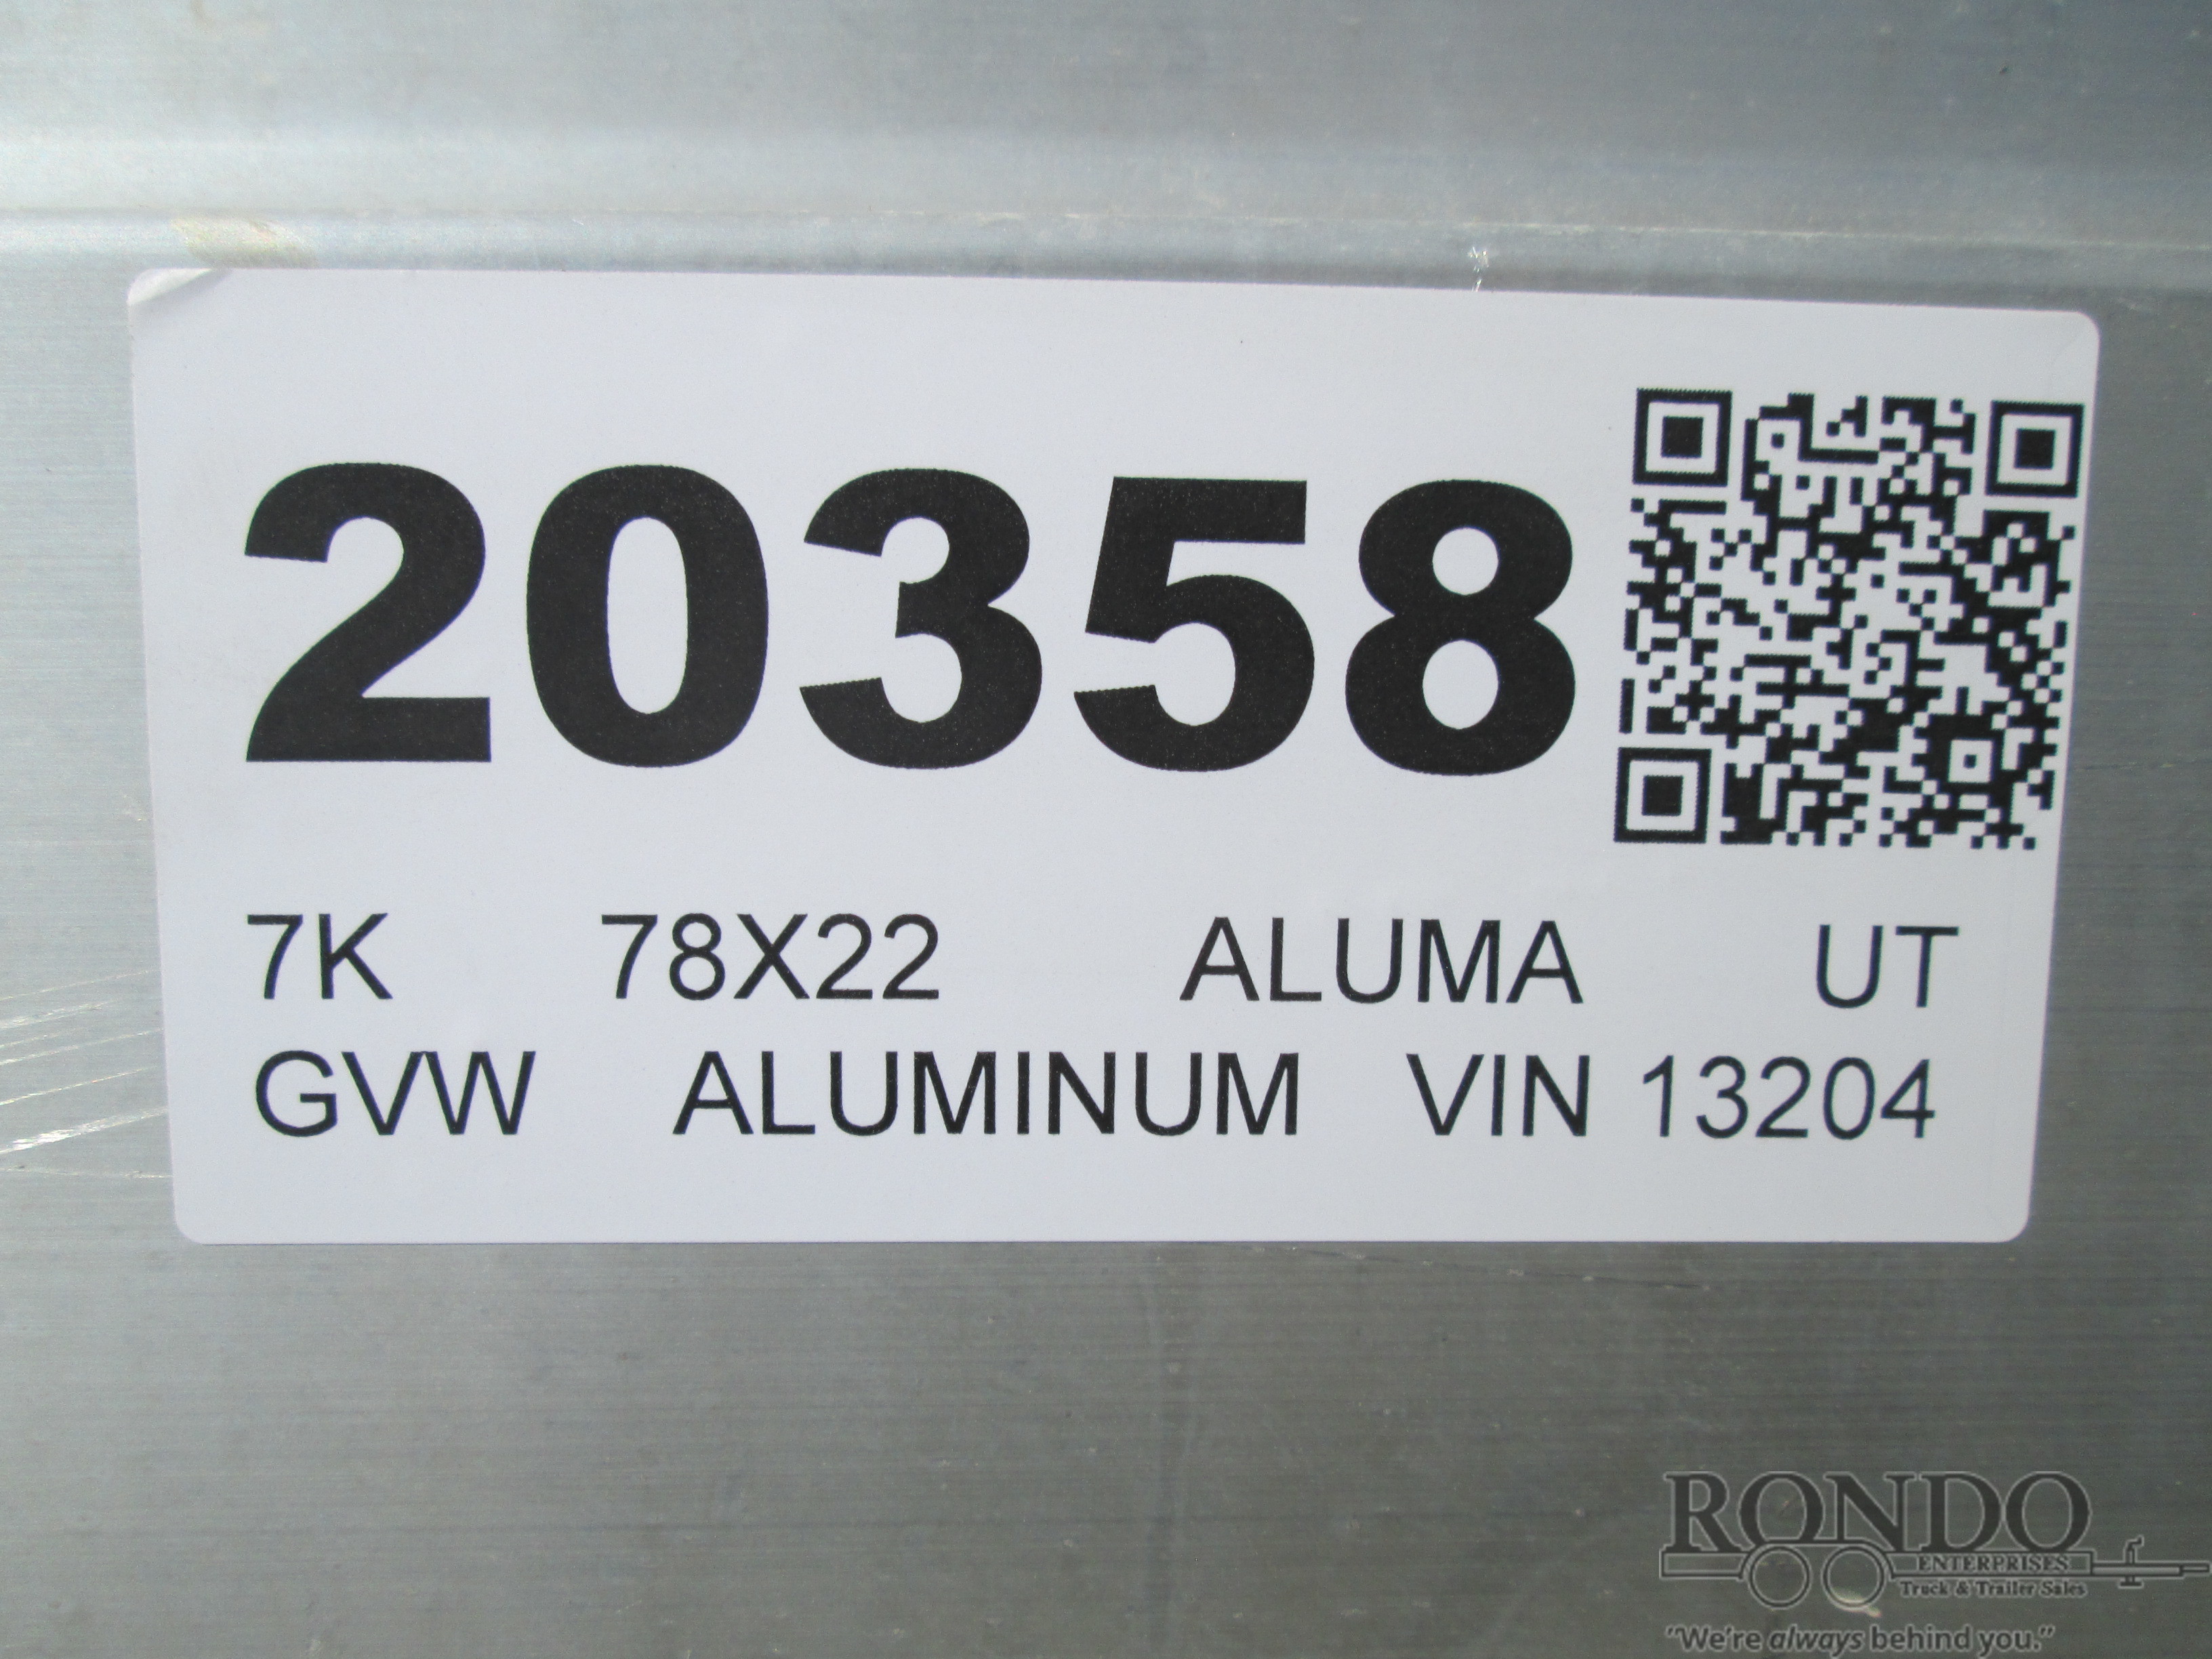 20358
7K 78X22 ALUMA UT
GVW ALUMINUM VIN 13204
RONDO
ENTERPRISES
Truck & Trailer Sales
"We're always behind you."